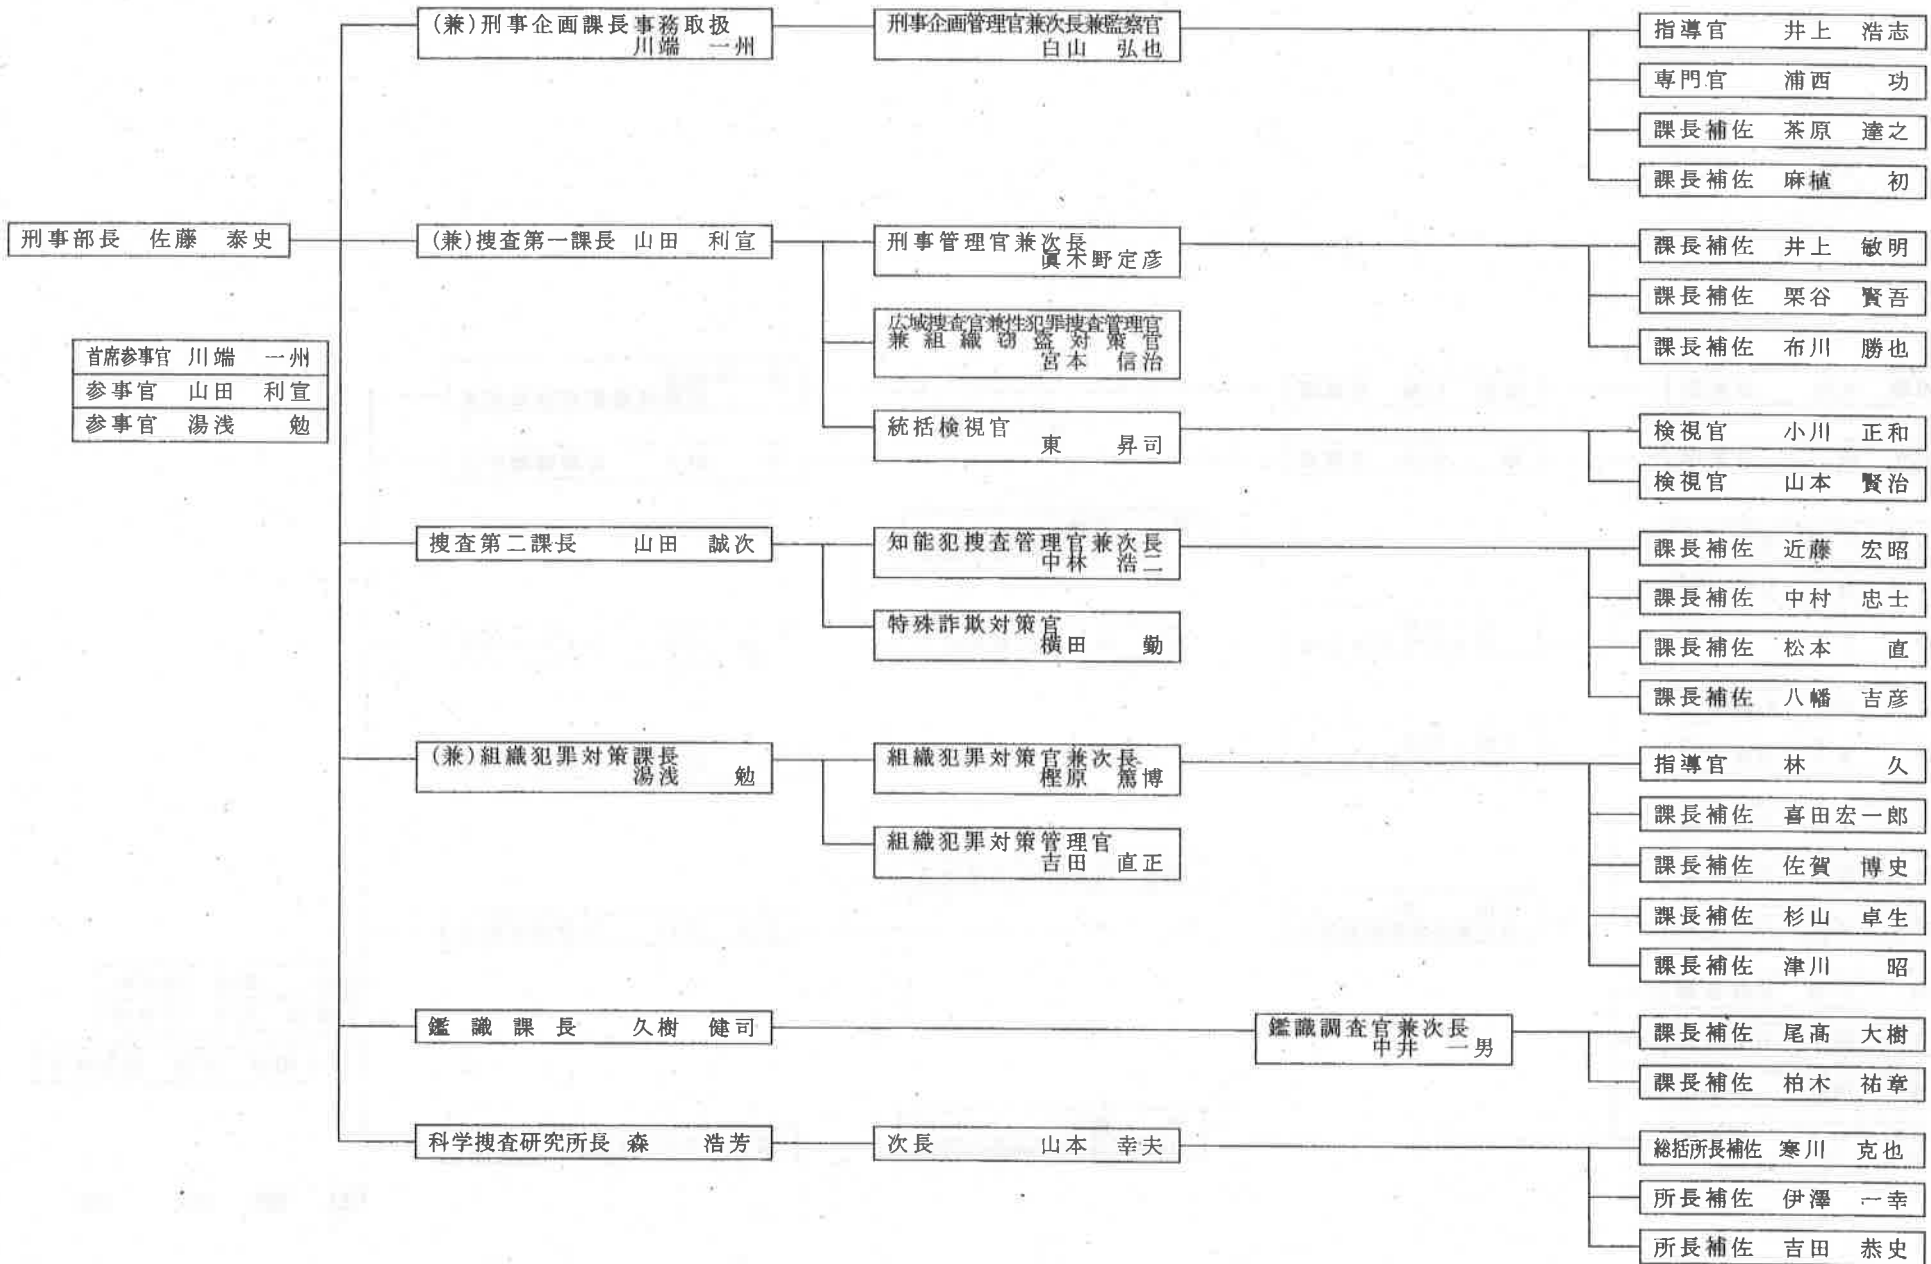 刑事部長 佐藤 泰史
首席参事官 川端 一州
参事官 山田 利宣
参事官 湯浅 勉
(兼)刑事企画課長事務取扱
川端 一州
刑事企画管理官兼次長兼監察官
白山 弘也
指導官 井上 浩志
専門官 浦西 功
課長補佐 茶原 達之
課長補佐 麻植 初
(兼)捜査第一課長 山田 利宣
刑事管理官兼次長
眞木野定彦
課長補佐 井上 敏明
課長補佐 栗谷 賢吾
課長補佐 布川 勝也
広域捜査官兼性犯罪捜査管理官
兼組織窃盗対策官
宮本 信治
統括検視官
東 昇司
検視官 小川 正和
検視官 山本 賢治
捜査第二課長 山田 誠次
知能犯捜査管理官兼次長
中林 浩二
課長補佐 近藤 宏昭
課長補佐 中村 忠士
課長補佐 松本 直
課長補佐 八幡 吉彦
特殊詐欺対策官
横田 勤
(兼)組織犯罪対策課長
湯浅 勉
組織犯罪対策官兼次長
樫原 篤博
指導官 林 久
課長補佐 喜田宏一郎
課長補佐 佐賀 博史
課長補佐 杉山 卓生
課長補佐 津川 昭
組織犯罪対策管理官
吉田 直正
鑑識課長 久樹 健司
鑑識調査官兼次長
中井 一男
課長補佐 尾髙 大樹
課長補佐 柏木 祐章
科学捜査研究所長 森 浩芳
次長 山本 幸夫
総括所長補佐 寒川 克也
所長補佐 伊澤 一幸
所長補佐 吉田 恭史